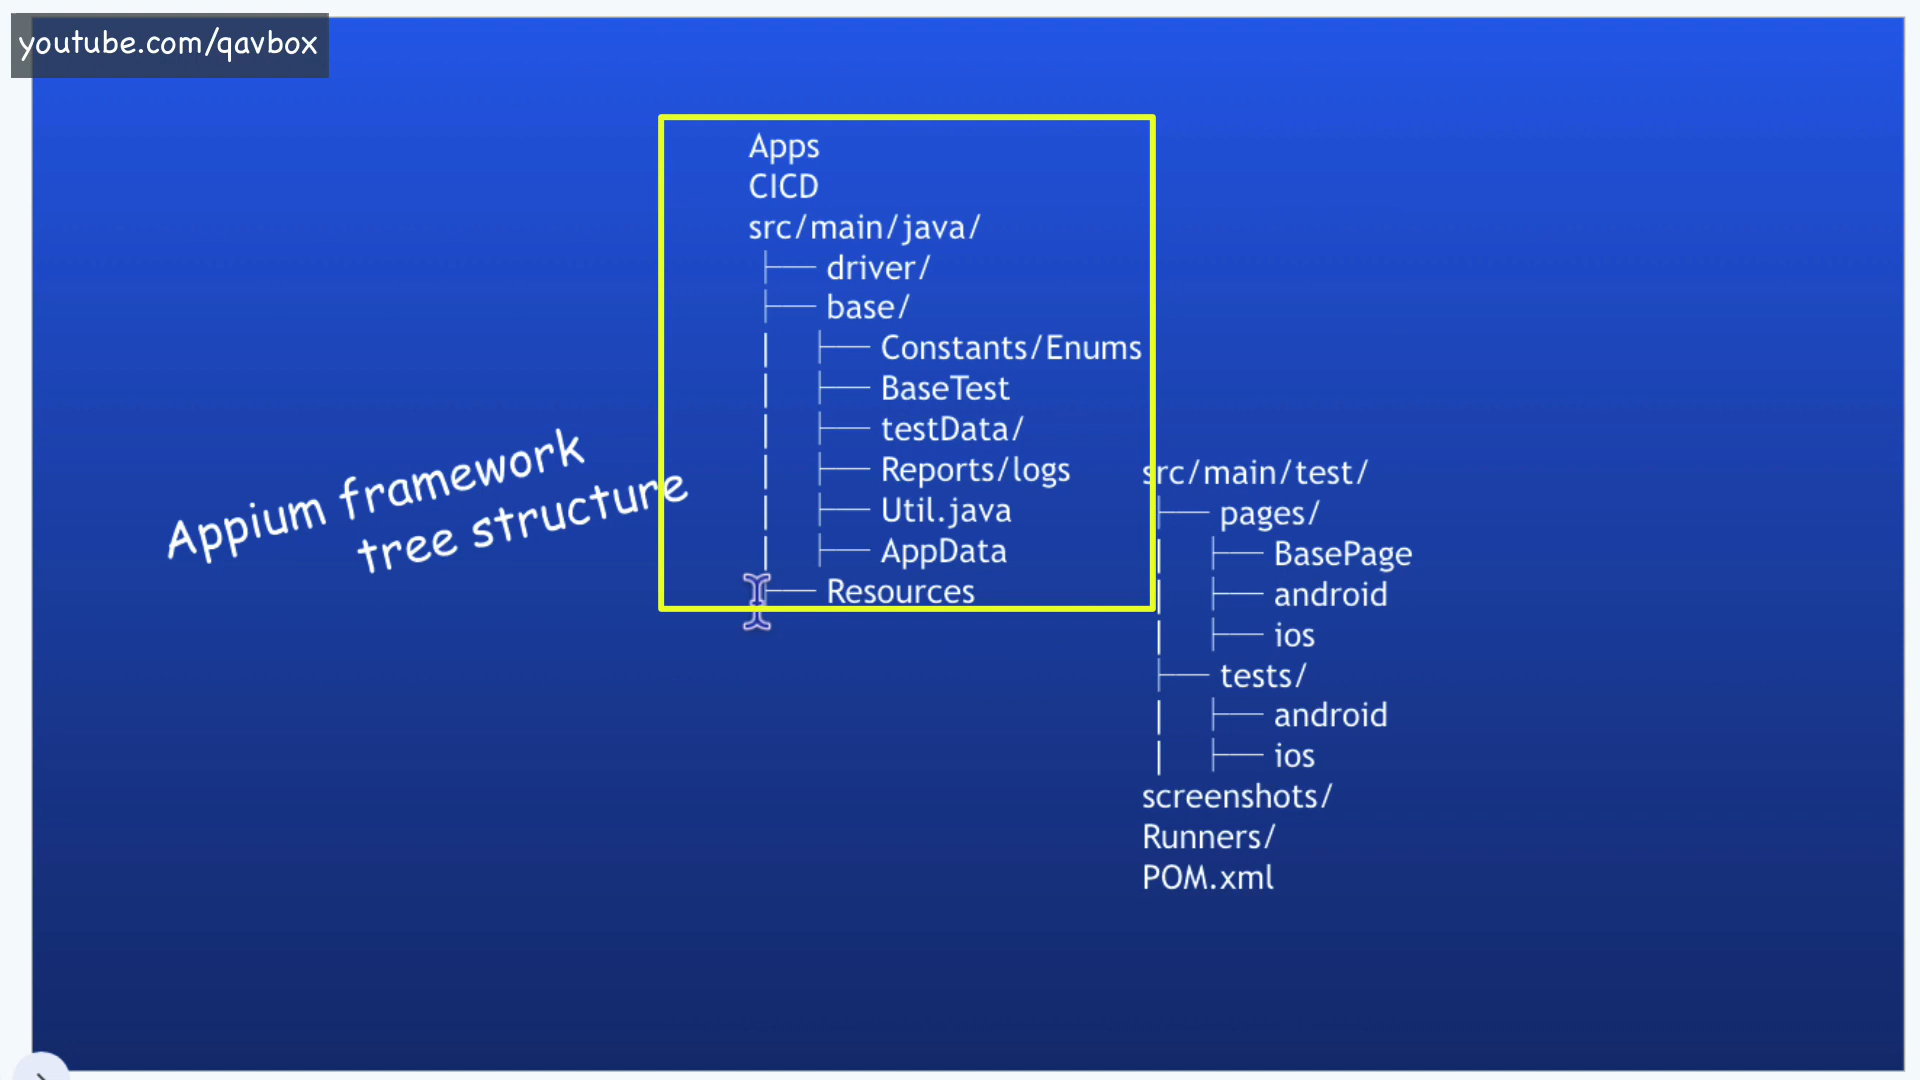 youtube.com/qavbox
Appium framework
tree structure
Apps
CICD
src/main/java/
driver/
base/
Constants/Enums
BaseTest
testData/
Reports/logs
Util.java
AppData
Resources
src/main/test/
pages/
BasePage
android
ios
tests/
android
ios
screenshots/
Runners/
POM.xml